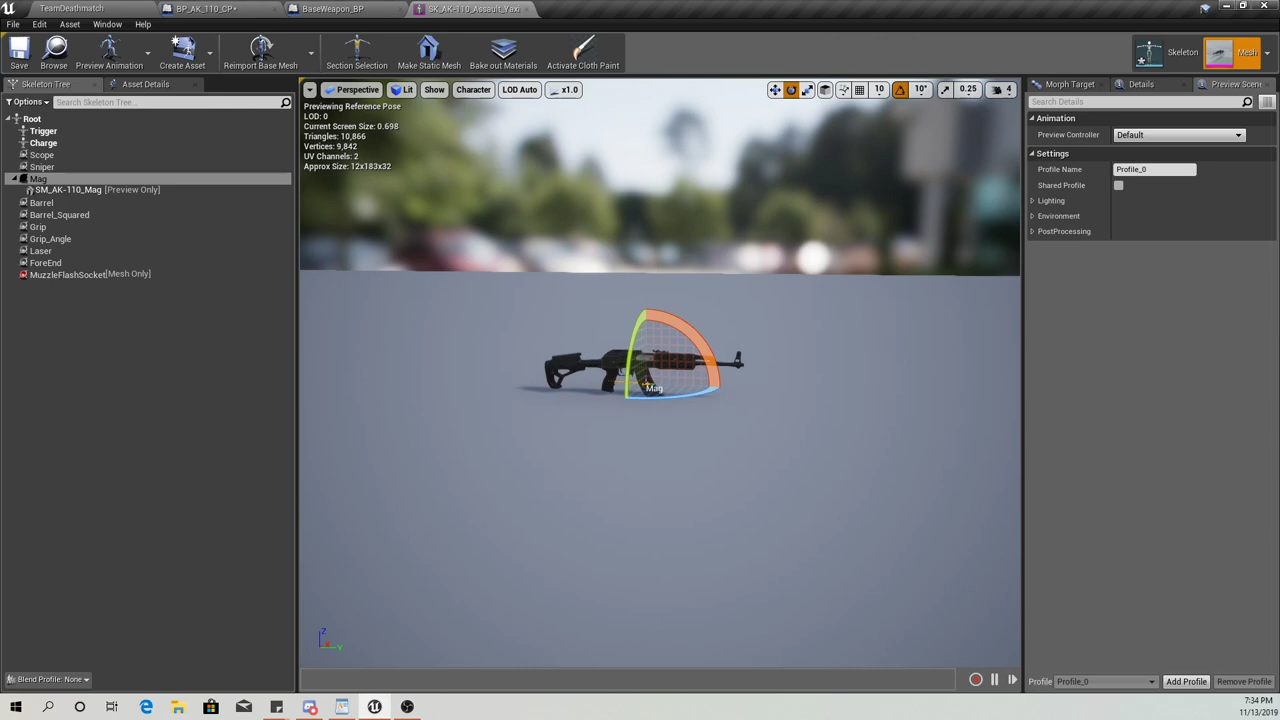 TeamDeathmatch
BP_AK_110_CP*
BaseWeapon_BP
SK_AK-110_Assault_Yaxi
File
Edit
Asset
Window
Help
Save
Browse
Preview Animation
Create Asset
Reimport Base Mesh
Section Selection
Make Static Mesh
Bake out Materials
Activate Cloth Paint
Skeleton
Mesh
Skeleton Tree
Asset Details
Options
Search Skeleton Tree...
Root
Trigger
Charge
Scope
Sniper
Mag
SM_AK-110_Mag [Preview Only]
Barrel
Barrel_Squared
Grip
Grip_Angle
Laser
ForeEnd
MuzzleFlashSocket[Mesh Only]
Blend Profile: None
Perspective
Lit
Show
Character
LOD Auto
x1.0
10
10°
0.25
4
Previewing Reference Pose
LOD: 0
Current Screen Size: 0.698
Triangles: 10,866
Vertices: 9,842
UV Channels: 2
Approx Size: 12x183x32
Mag
Z
X
Y
Morph Target
Details
Preview Scene
Search Details
Animation
Preview Controller
Default
Settings
Profile Name
Profile_0
Shared Profile
Lighting
Environment
PostProcessing
Profile
Profile_0
Add Profile
Remove Profile
7:34 PM
11/13/2019